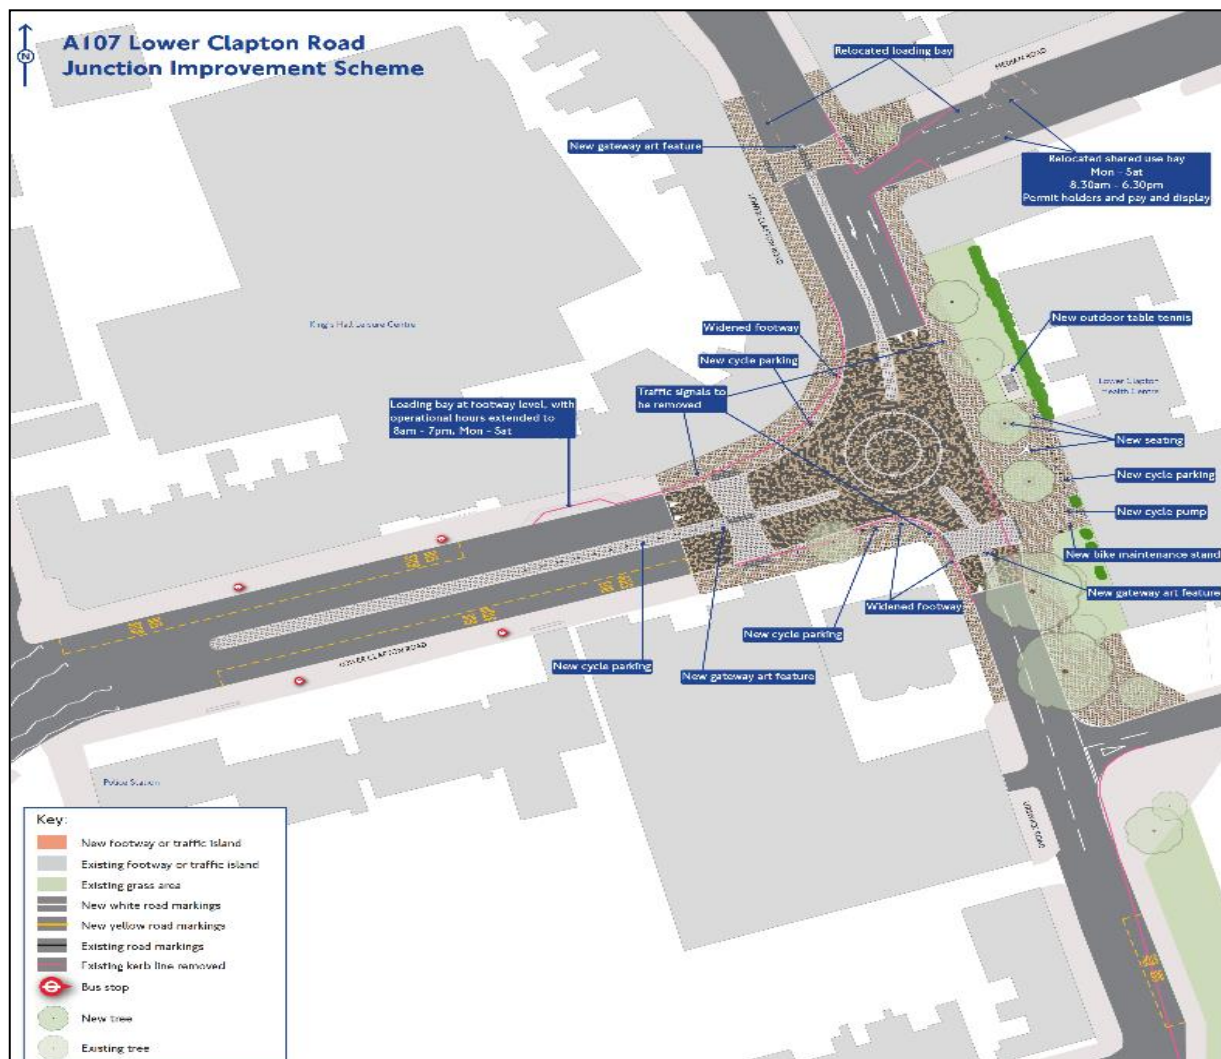 N
A107 Lower Clapton Road
Junction Improvement Scheme
Relocated loading bay
MEDIAN ROAD
New gateway art feature
Relocated shared use bay
Mon - Sat
8.30am - 6.30pm
Permit holders and pay and display
LOWER CLAPTON ROAD
King's Hall Leisure Centre
Widened footway
New cycle parking
Traffic signals to
be removed
New outdoor table tennis
Lower Clapton
Health Centre
Loading bay at footway level, with
operational hours extended to
8am - 7pm, Mon - Sat
New seating
New cycle parking
New cycle pump
New bike maintenance stand
New gateway art feature
Widened footway
New cycle parking
New cycle parking
New gateway art feature
LOWER CLAPTON ROAD
Police Station
Key:
New footway or traffic island
Existing footway or traffic island
Existing grass area
New white road markings
New yellow road markings
Existing road markings
Existing kerb line removed
Bus stop
New tree
Existing tree